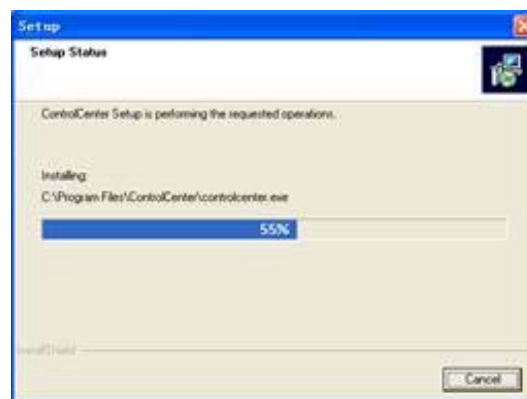 Setup
Setup Status
ControlCenter Setup is performing the requested operations.
Installing:
C:\Program Files\ControlCenter\controlcenter.exe
55%
InstallShield
Cancel